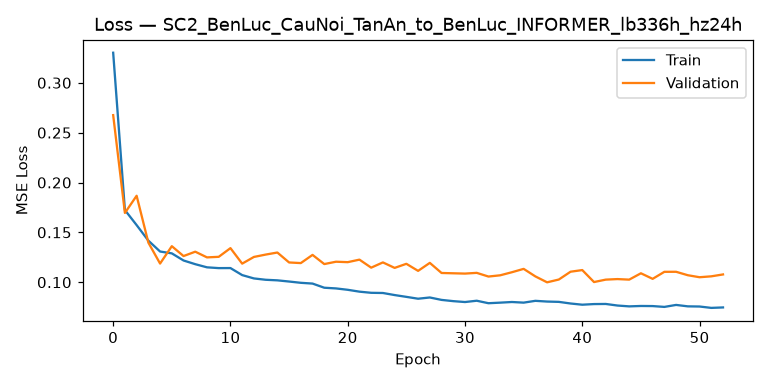 Loss — SC2_BenLuc_CauNoi_TanAn_to_BenLuc_INFORMER_lb336h_hz24h
Train
Validation
MSE Loss
0.30
0.25
0.20
0.15
0.10
0 10 20 30 40 50
Epoch